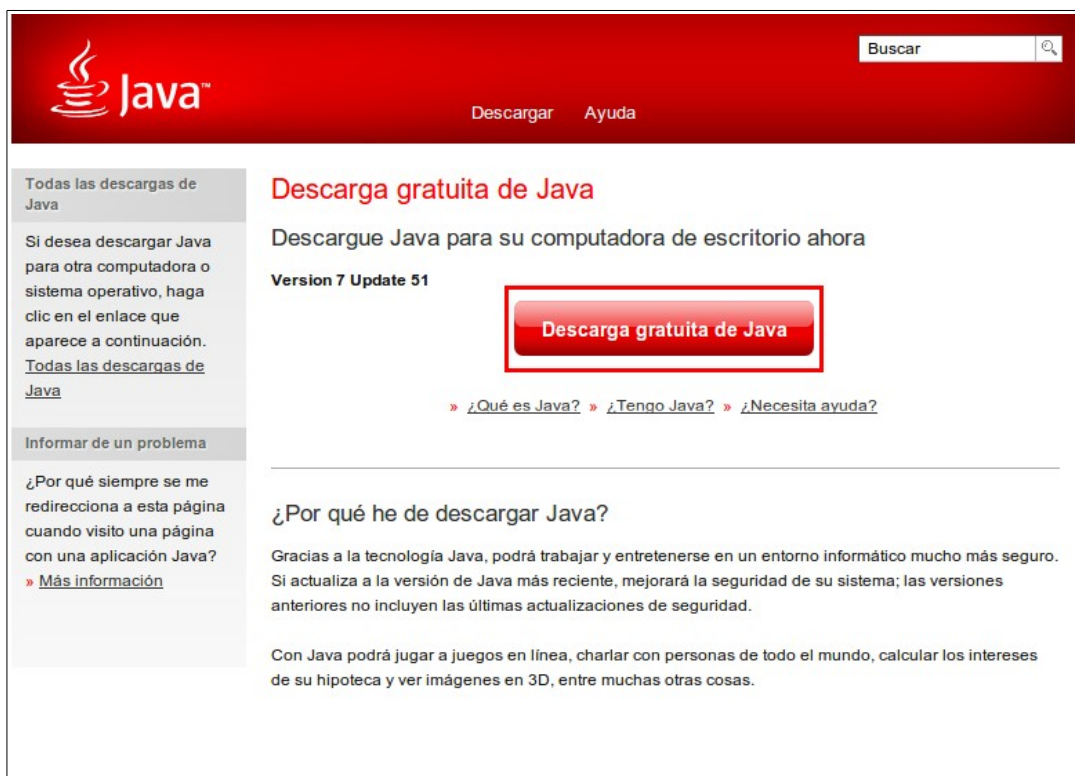 Java™
Buscar
Descargar Ayuda
Todas las descargas de
Java
Si desea descargar Java
para otra computadora o
sistema operativo, haga
clic en el enlace que
aparece a continuación.
Todas las descargas de
Java
Informar de un problema
¿Por qué siempre se me
redirecciona a esta página
cuando visito una página
con una aplicación Java?
» Más información
Descarga gratuita de Java
Descargue Java para su computadora de escritorio ahora
Version 7 Update 51
Descarga gratuita de Java
» ¿Qué es Java? » ¿Tengo Java? » ¿Necesita ayuda?
¿Por qué he de descargar Java?
Gracias a la tecnología Java, podrá trabajar y entretenerse en un entorno informático mucho más seguro.
Si actualiza a la versión de Java más reciente, mejorará la seguridad de su sistema; las versiones
anteriores no incluyen las últimas actualizaciones de seguridad.
Con Java podrá jugar a juegos en línea, charlar con personas de todo el mundo, calcular los intereses
de su hipoteca y ver imágenes en 3D, entre muchas otras cosas.